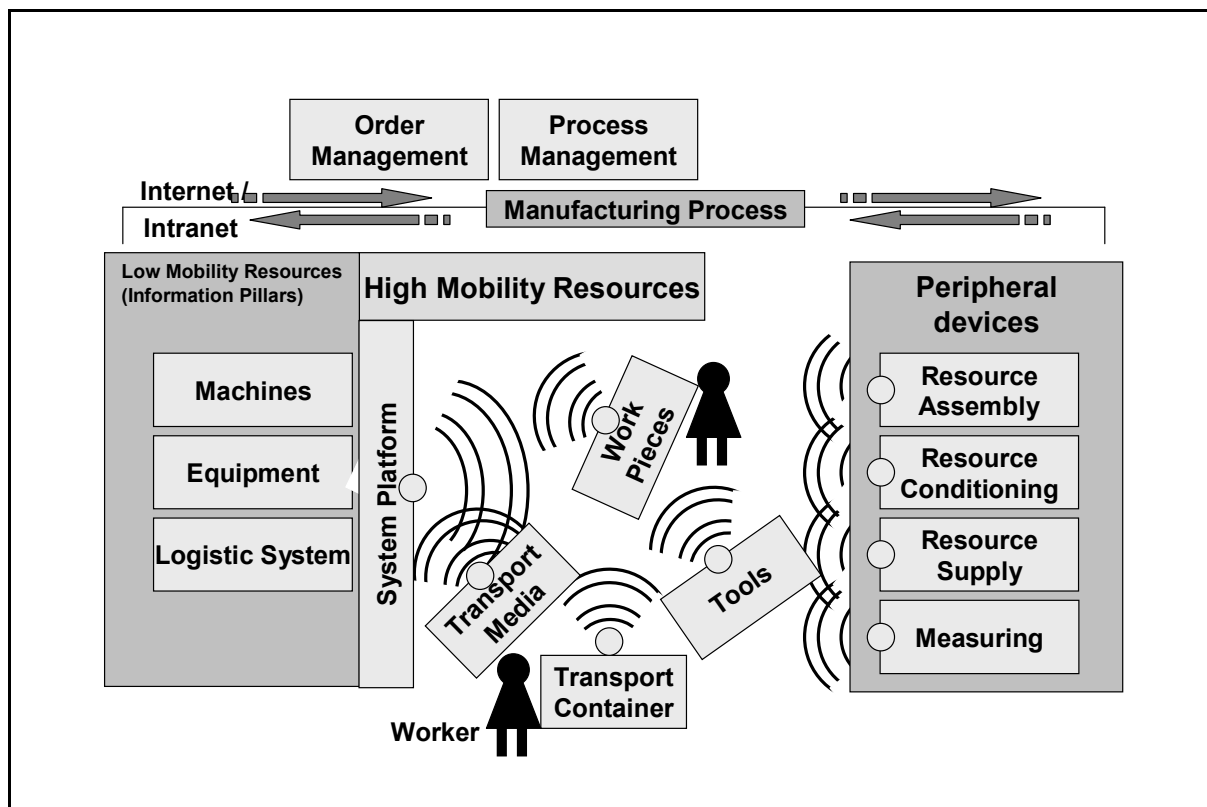 Order
Management
Process
Management
Internet /
Intranet
Manufacturing Process
Low Mobility Resources
(Information Pillars)
High Mobility Resources
Peripheral
devices
Machines
Equipment
Logistic System
System Platform
Work
Pieces
Transport
Media
Tools
Transport
Container
Worker
Resource
Assembly
Resource
Conditioning
Resource
Supply
Measuring